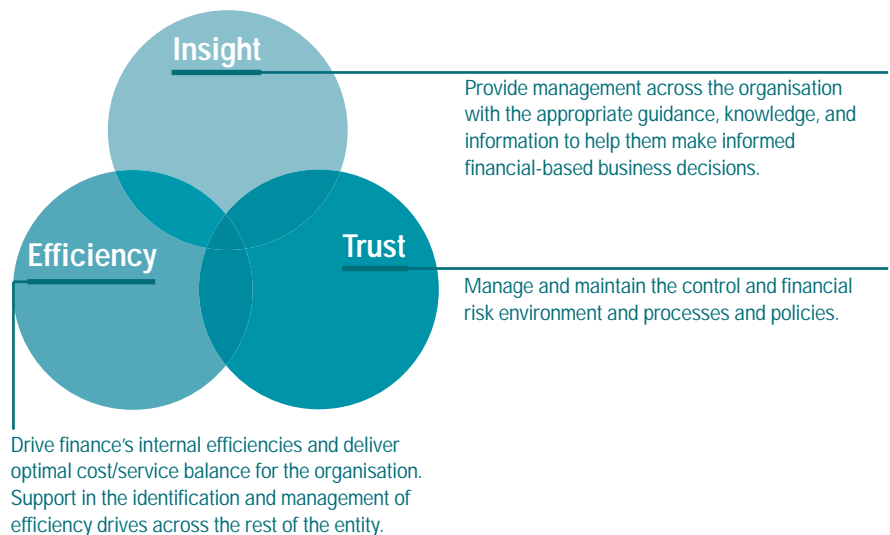 Insight
Provide management across the organisation
with the appropriate guidance, knowledge, and
information to help them make informed
financial-based business decisions.
Efficiency
Trust
Manage and maintain the control and financial
risk environment and processes and policies.
Drive finance's internal efficiencies and deliver
optimal cost/service balance for the organisation.
Support in the identification and management of
efficiency drives across the rest of the entity.